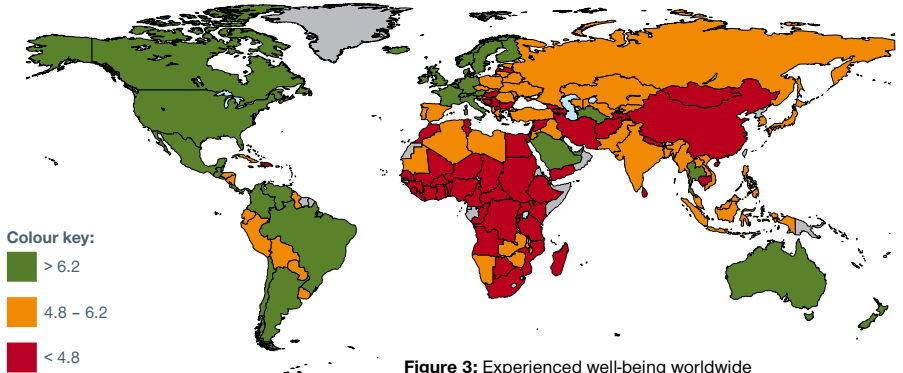 Colour key:
> 6.2
4.8 – 6.2
< 4.8
Figure 3: Experienced well-being worldwide